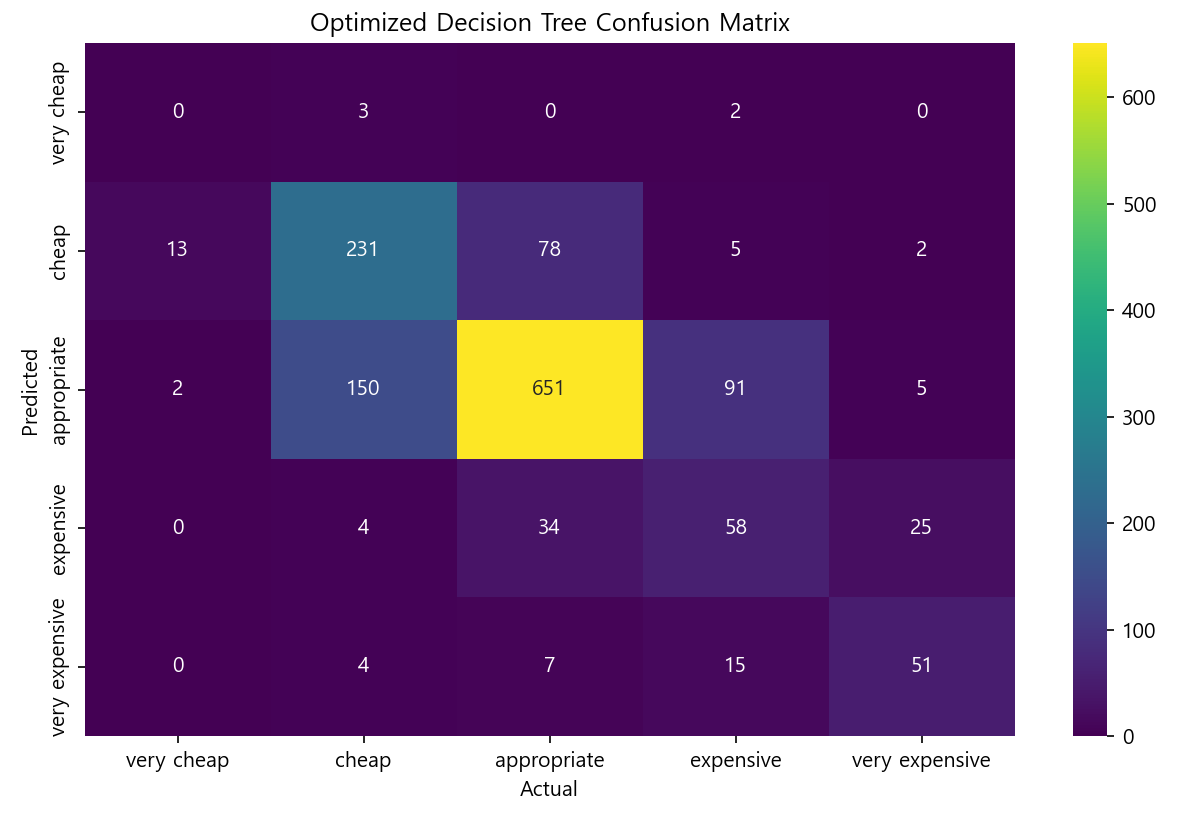 Optimized Decision Tree Confusion Matrix
Predicted
very cheap
0 3 0 2 0
cheap
13 231 78 5 2
appropriate
2 150 651 91 5
expensive
0 4 34 58 25
very expensive
0 4 7 15 51
very cheap cheap appropriate expensive very expensive
Actual
600
500
400
300
200
100
0